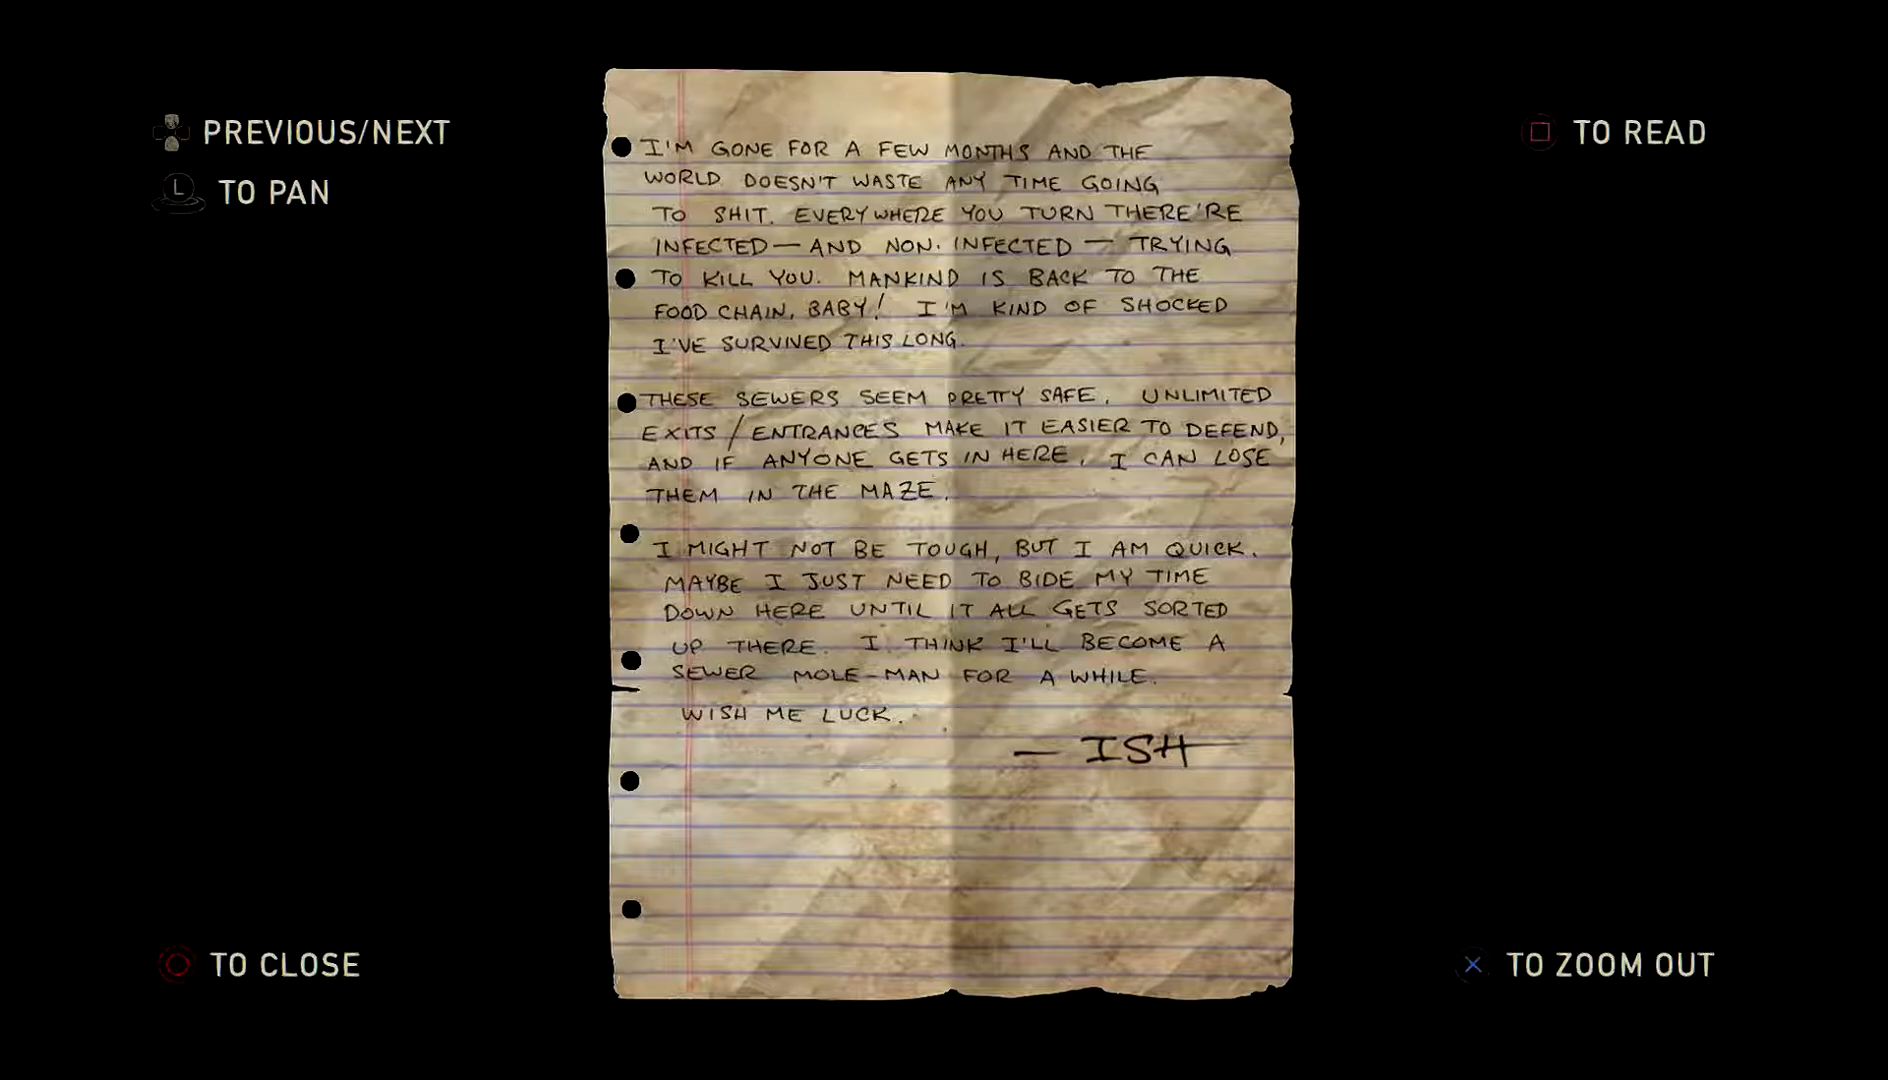 PREVIOUS/NEXT
L TO PAN
TO READ
I'M GONE FOR A FEW MONTHS AND THE
WORLD DOESN'T WASTE ANY TIME GOING
TO SHIT. EVERYWHERE YOU TURN THERE'RE
INFECTED — AND NON-INFECTED — TRYING
TO KILL YOU. MANKIND IS BACK TO THE
FOOD CHAIN, BABY! I'M KIND OF SHOCKED
I'VE SURVIVED THIS LONG.
THESE SEWERS SEEM PRETTY SAFE. UNLIMITED
EXITS/ENTRANCES MAKE IT EASIER TO DEFEND,
AND IF ANYONE GETS IN HERE, I CAN LOSE
THEM IN THE MAZE.
I MIGHT NOT BE TOUGH, BUT I AM QUICK.
MAYBE I JUST NEED TO BIDE MY TIME
DOWN HERE UNTIL IT ALL GETS SORTED
UP THERE. I THINK I'LL BECOME A
SEWER MOLE-MAN FOR A WHILE.
WISH ME LUCK.
— ISH
TO CLOSE
TO ZOOM OUT